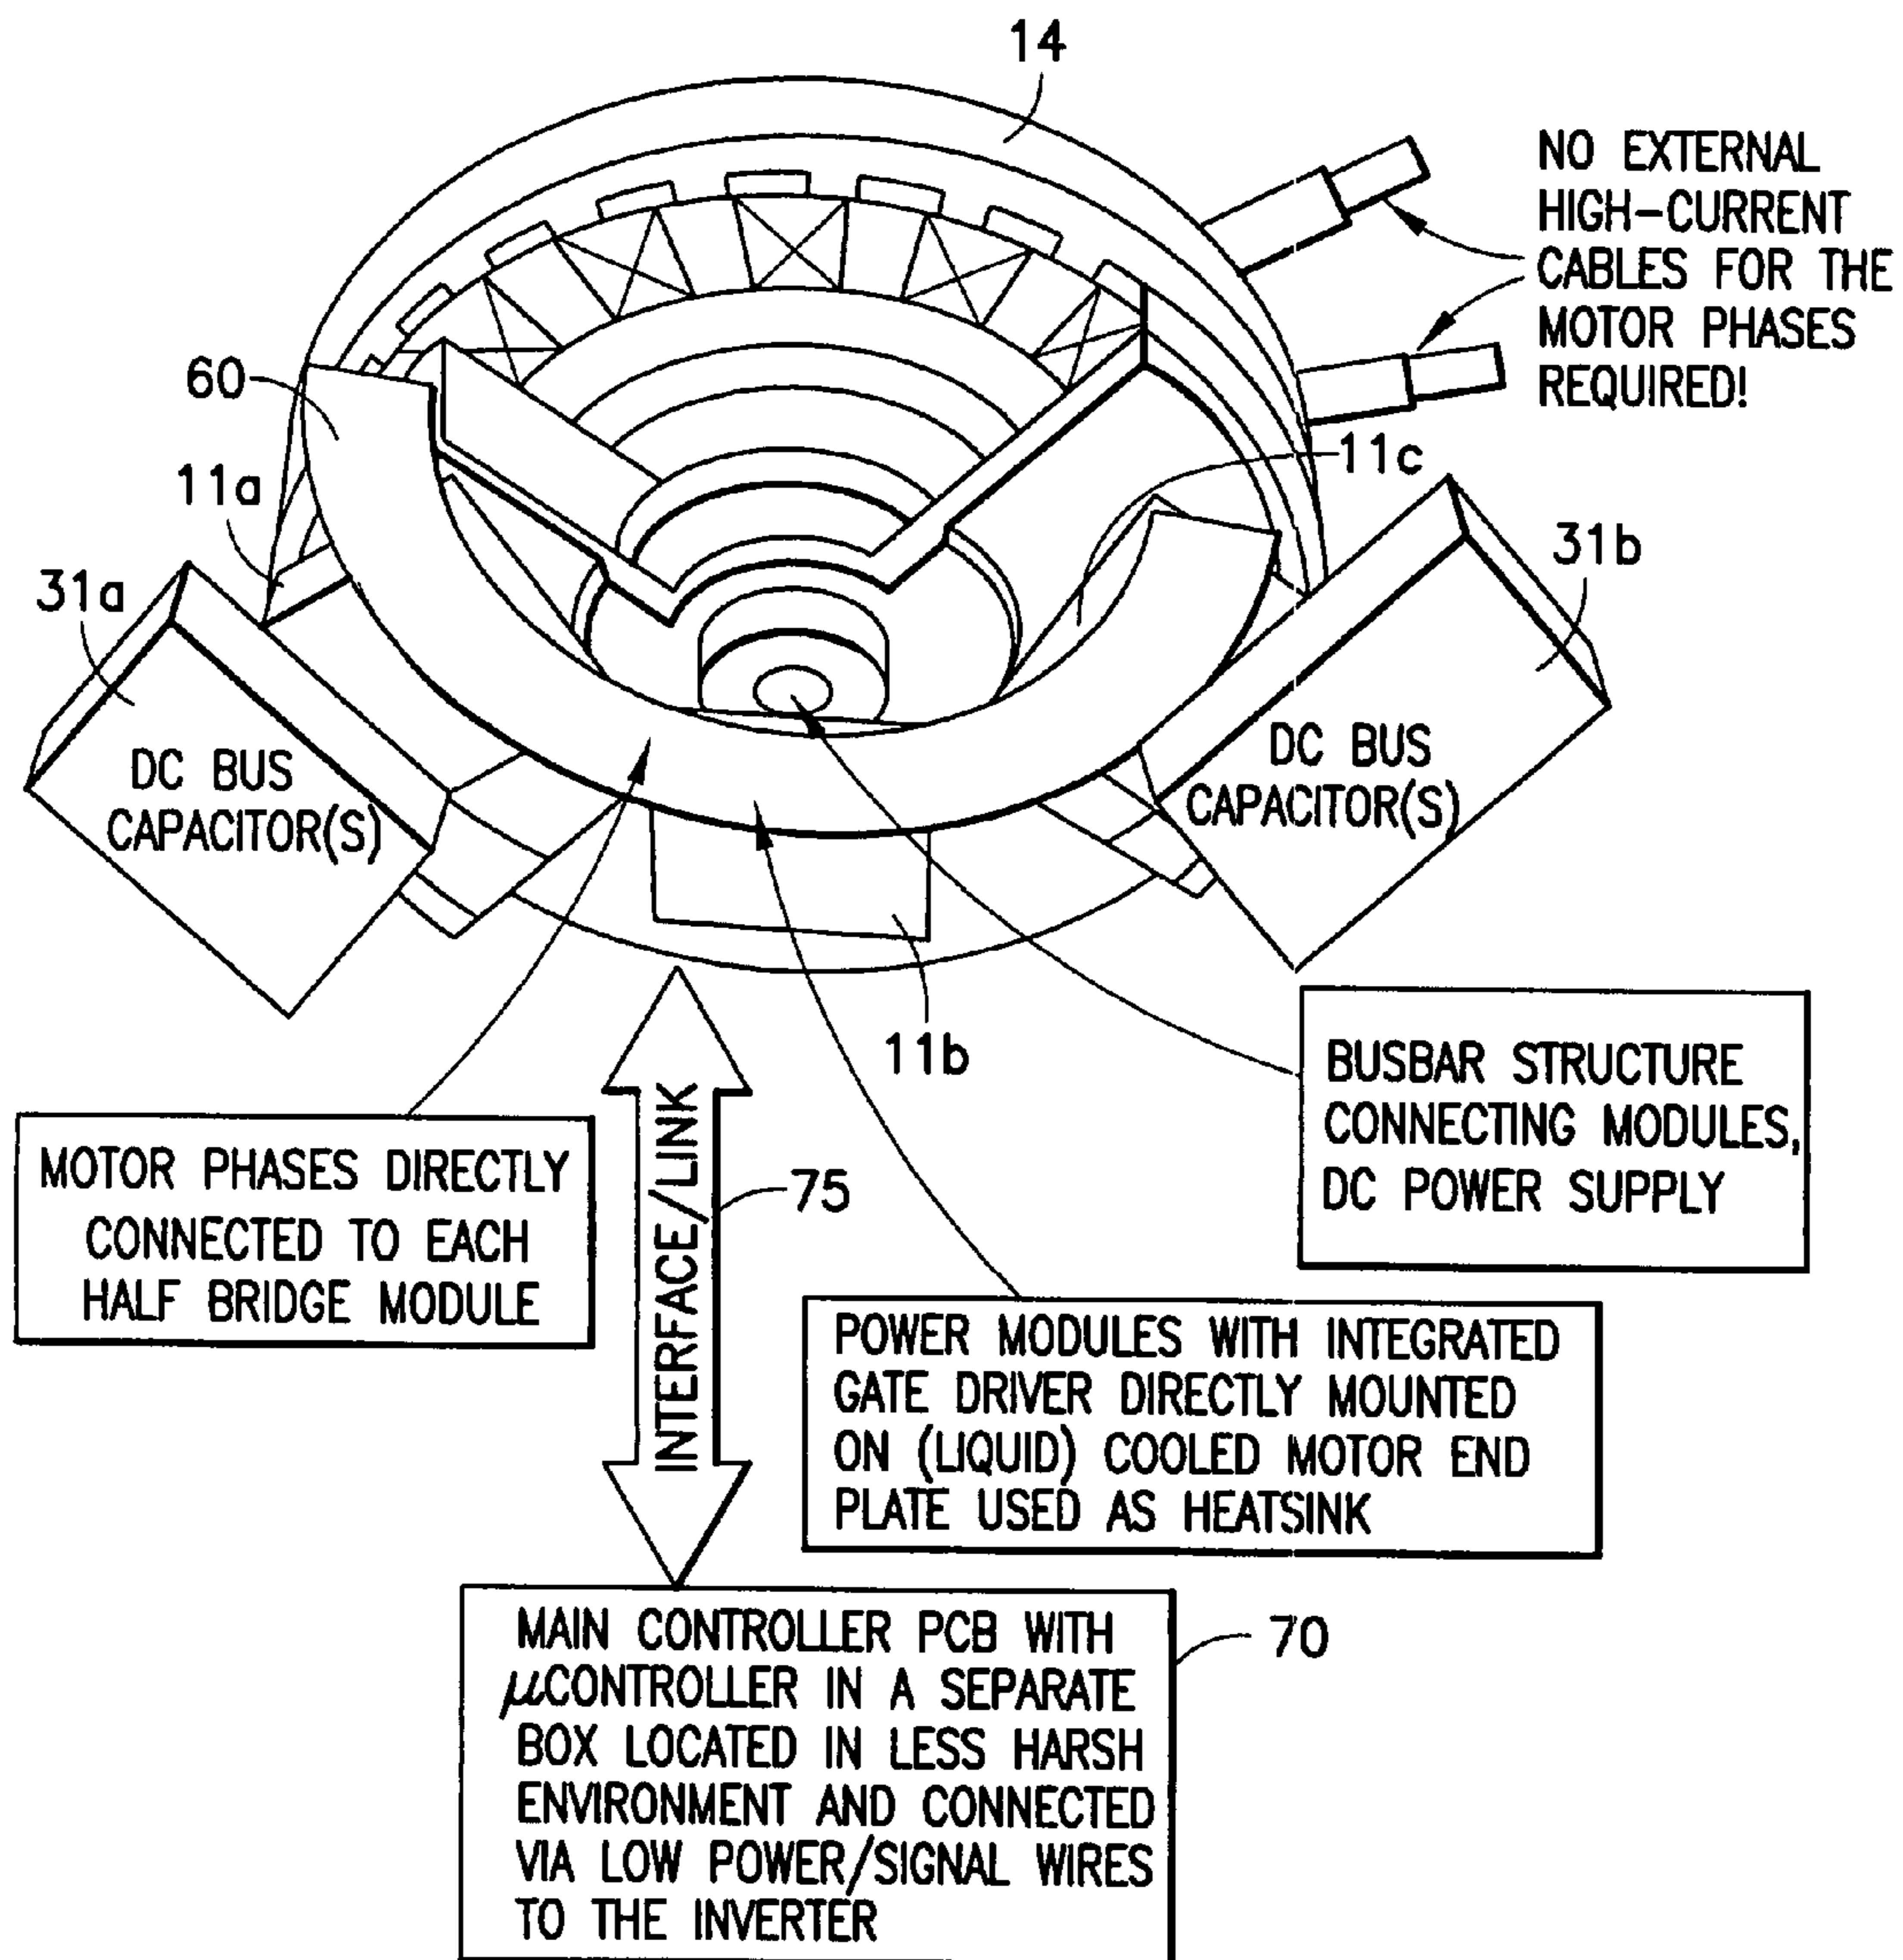 14
NO EXTERNAL
HIGH-CURRENT
CABLES FOR THE
MOTOR PHASES
REQUIRED!
60
11a
11c
31a
31b
DC BUS
CAPACITOR(S)
DC BUS
CAPACITOR(S)
11b
BUSBAR STRUCTURE
CONNECTING MODULES,
DC POWER SUPPLY
MOTOR PHASES DIRECTLY
CONNECTED TO EACH
HALF BRIDGE MODULE
INTERFACE/LINK
75
POWER MODULES WITH INTEGRATED
GATE DRIVER DIRECTLY MOUNTED
ON (LIQUID) COOLED MOTOR END
PLATE USED AS HEATSINK
70
MAIN CONTROLLER PCB WITH
μCONTROLLER IN A SEPARATE
BOX LOCATED IN LESS HARSH
ENVIRONMENT AND CONNECTED
VIA LOW POWER/SIGNAL WIRES
TO THE INVERTER